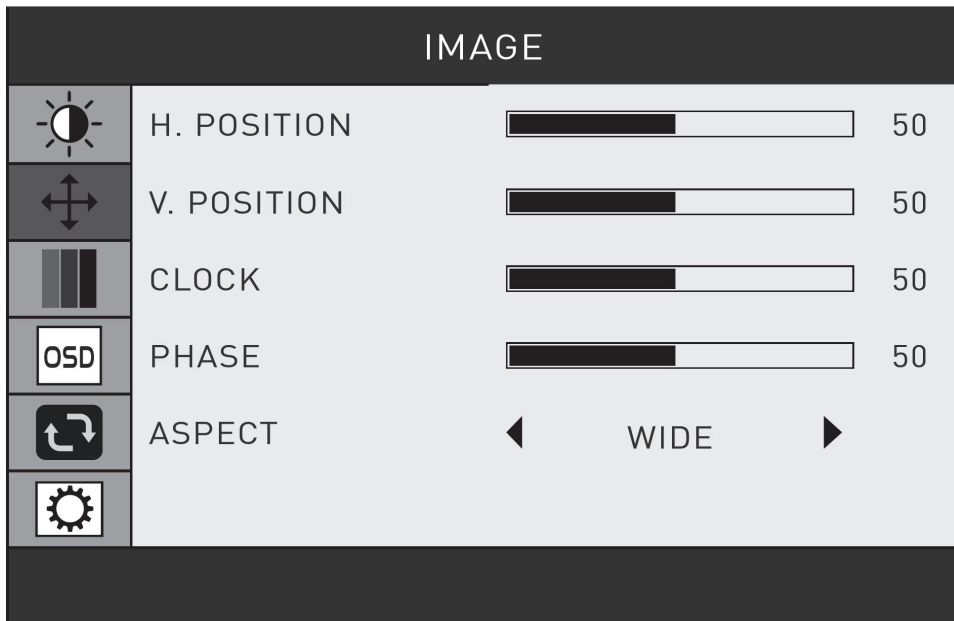 IMAGE
H. POSITION 50
V. POSITION 50
CLOCK 50
OSD PHASE 50
ASPECT WIDE